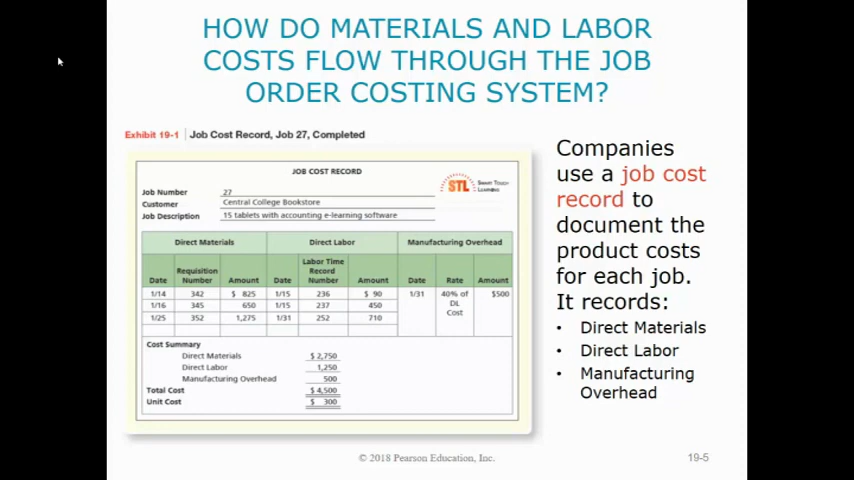 HOW DO MATERIALS AND LABOR
COSTS FLOW THROUGH THE JOB
ORDER COSTING SYSTEM?
Exhibit 19-1 | Job Cost Record, Job 27, Completed
JOB COST RECORD
STL SMART TOUCH
LEARNING
Job Number 27
Customer Central College Bookstore
Job Description 15 tablets with accounting e-learning software
Direct Materials Direct Labor Manufacturing Overhead
Date Requisition Number Amount Date Labor Time Record Number Amount Date Rate Amount
1/14 342 $ 825 1/15 236 $ 90 1/31 40% of $500
1/16 345 650 1/15 237 450 DL
1/25 352 1,275 1/31 252 710 Cost
Cost Summary
Direct Materials $ 2,750
Direct Labor 1,250
Manufacturing Overhead 500
Total Cost $ 4,500
Unit Cost $ 300
Companies
use a job cost
record to
document the
product costs
for each job.
It records:
• Direct Materials
• Direct Labor
• Manufacturing
Overhead
© 2018 Pearson Education, Inc.
19-5